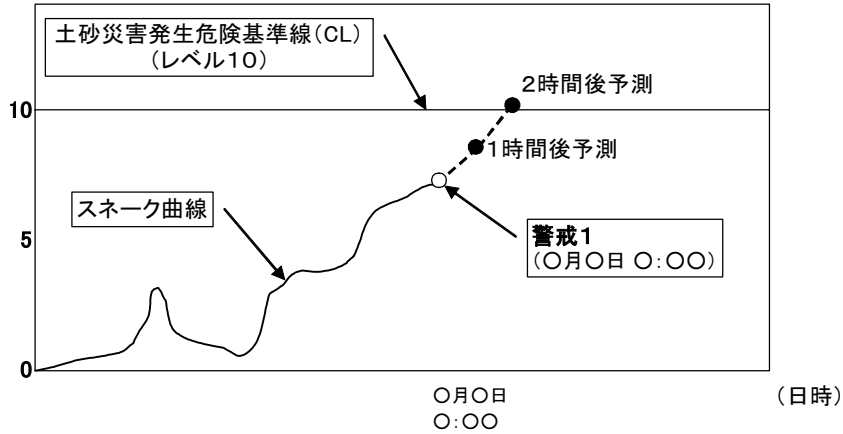 土砂災害発生危険基準線(CL)
(レベル10)
2時間後予測
10
1時間後予測
スネーク曲線
5
警戒1
(○月○日 ○:○○)
0
○月○日
○:○○
(日時)